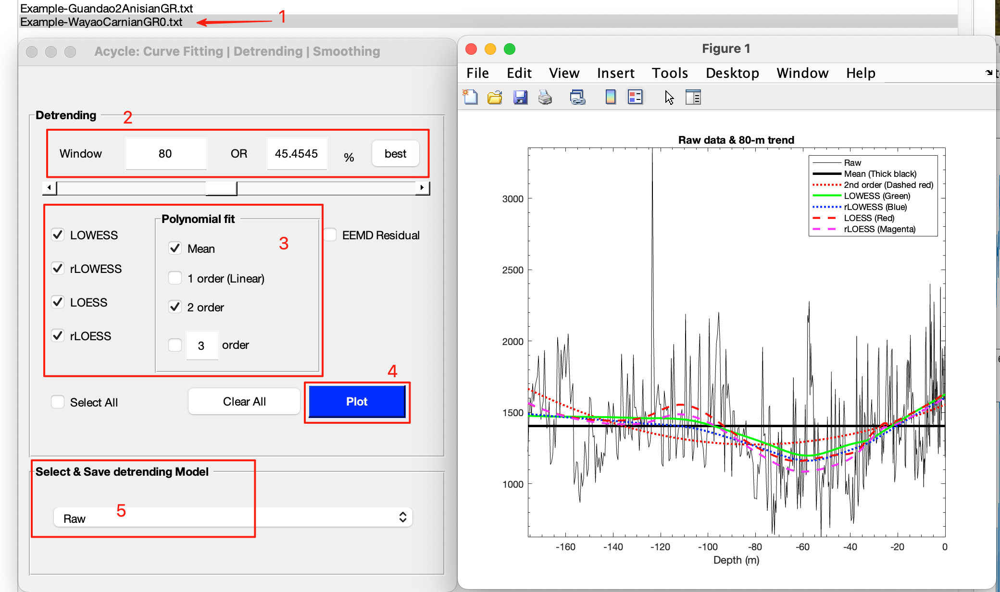 Example-Guandao2AnisianGR.txt
Example-WayaoCarnianGR0.txt
1
Acycle: Curve Fitting | Detrending | Smoothing
Detrending
2
Window 80 OR 45.4545 % best
Polynomial fit
LOWESS
rLOWESS
LOESS
rLOESS
Mean
1 order (Linear)
2 order
3 order
3
EEMD Residual
4
Select All
Clear All
Plot
Select & Save detrending Model
Raw
5
Figure 1
File Edit View Insert Tools Desktop Window Help
Raw data & 80-m trend
Raw
Mean (Thick black)
2nd order (Dashed red)
LOWESS (Green)
rLOWESS (Blue)
LOESS (Red)
rLOESS (Magenta)
3000
2500
2000
1500
1000
-160 -140 -120 -100 -80 -60 -40 -20 0
Depth (m)